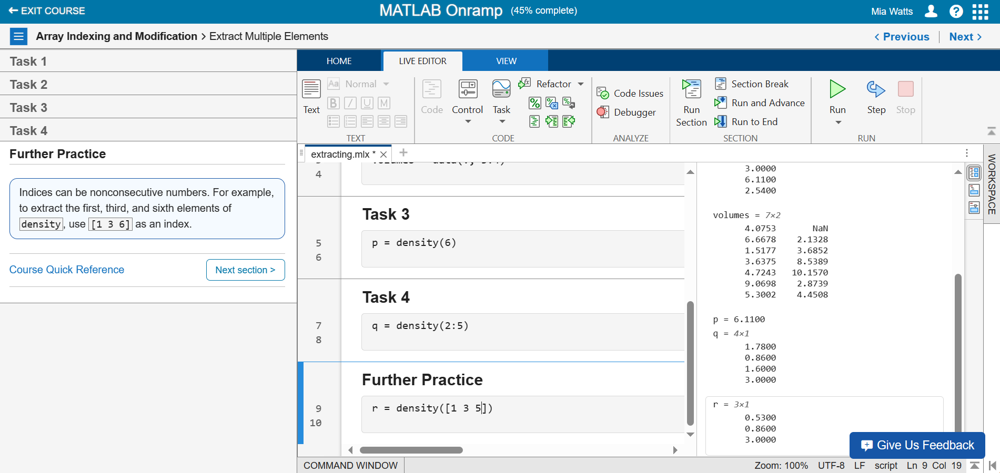 EXIT COURSE
MATLAB Onramp (45% complete)
Mia Watts
Array Indexing and Modification > Extract Multiple Elements
< Previous
Next >
Task 1
Task 2
Task 3
Task 4
Further Practice
Indices can be nonconsecutive numbers. For example,
to extract the first, third, and sixth elements of
density, use [1 3 6] as an index.
Course Quick Reference
Next section >
HOME
LIVE EDITOR
VIEW
Text
Aa Normal
B I U M
TEXT
Code
Control
Task
Refactor
CODE
Code Issues
Debugger
ANALYZE
Run
Section
Section Break
Run and Advance
Run to End
SECTION
Run
Step
Stop
RUN
extracting.mlx *
4
Task 3
5 p = density(6)
6
Task 4
7 q = density(2:5)
8
Further Practice
9 r = density([1 3 5])
10
3.0000
6.1100
2.5400
volumes = 7×2
4.0753 NaN
6.6678 2.1328
1.5177 3.6852
3.6375 8.5389
4.7243 10.1570
9.0698 2.8739
5.3002 4.4508
p = 6.1100
q = 4×1
1.7800
0.8600
1.6000
3.0000
r = 3×1
0.5300
0.8600
3.0000
WORKSPACE
Give Us Feedback
COMMAND WINDOW
Zoom: 100% UTF-8 LF script Ln 9 Col 19